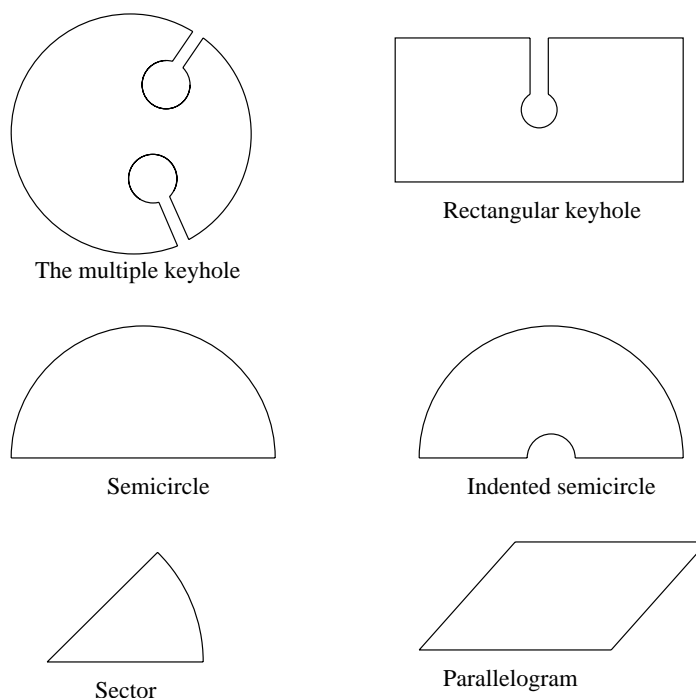 The multiple keyhole
Rectangular keyhole
Semicircle
Indented semicircle
Sector
Parallelogram